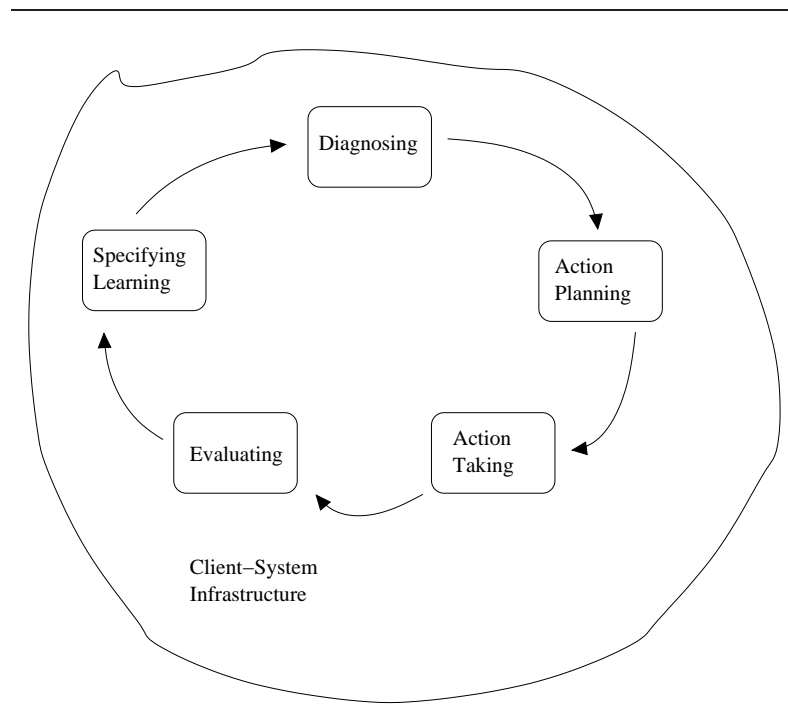 Diagnosing
Action
Planning
Action
Taking
Evaluating
Specifying
Learning
Client–System
Infrastructure